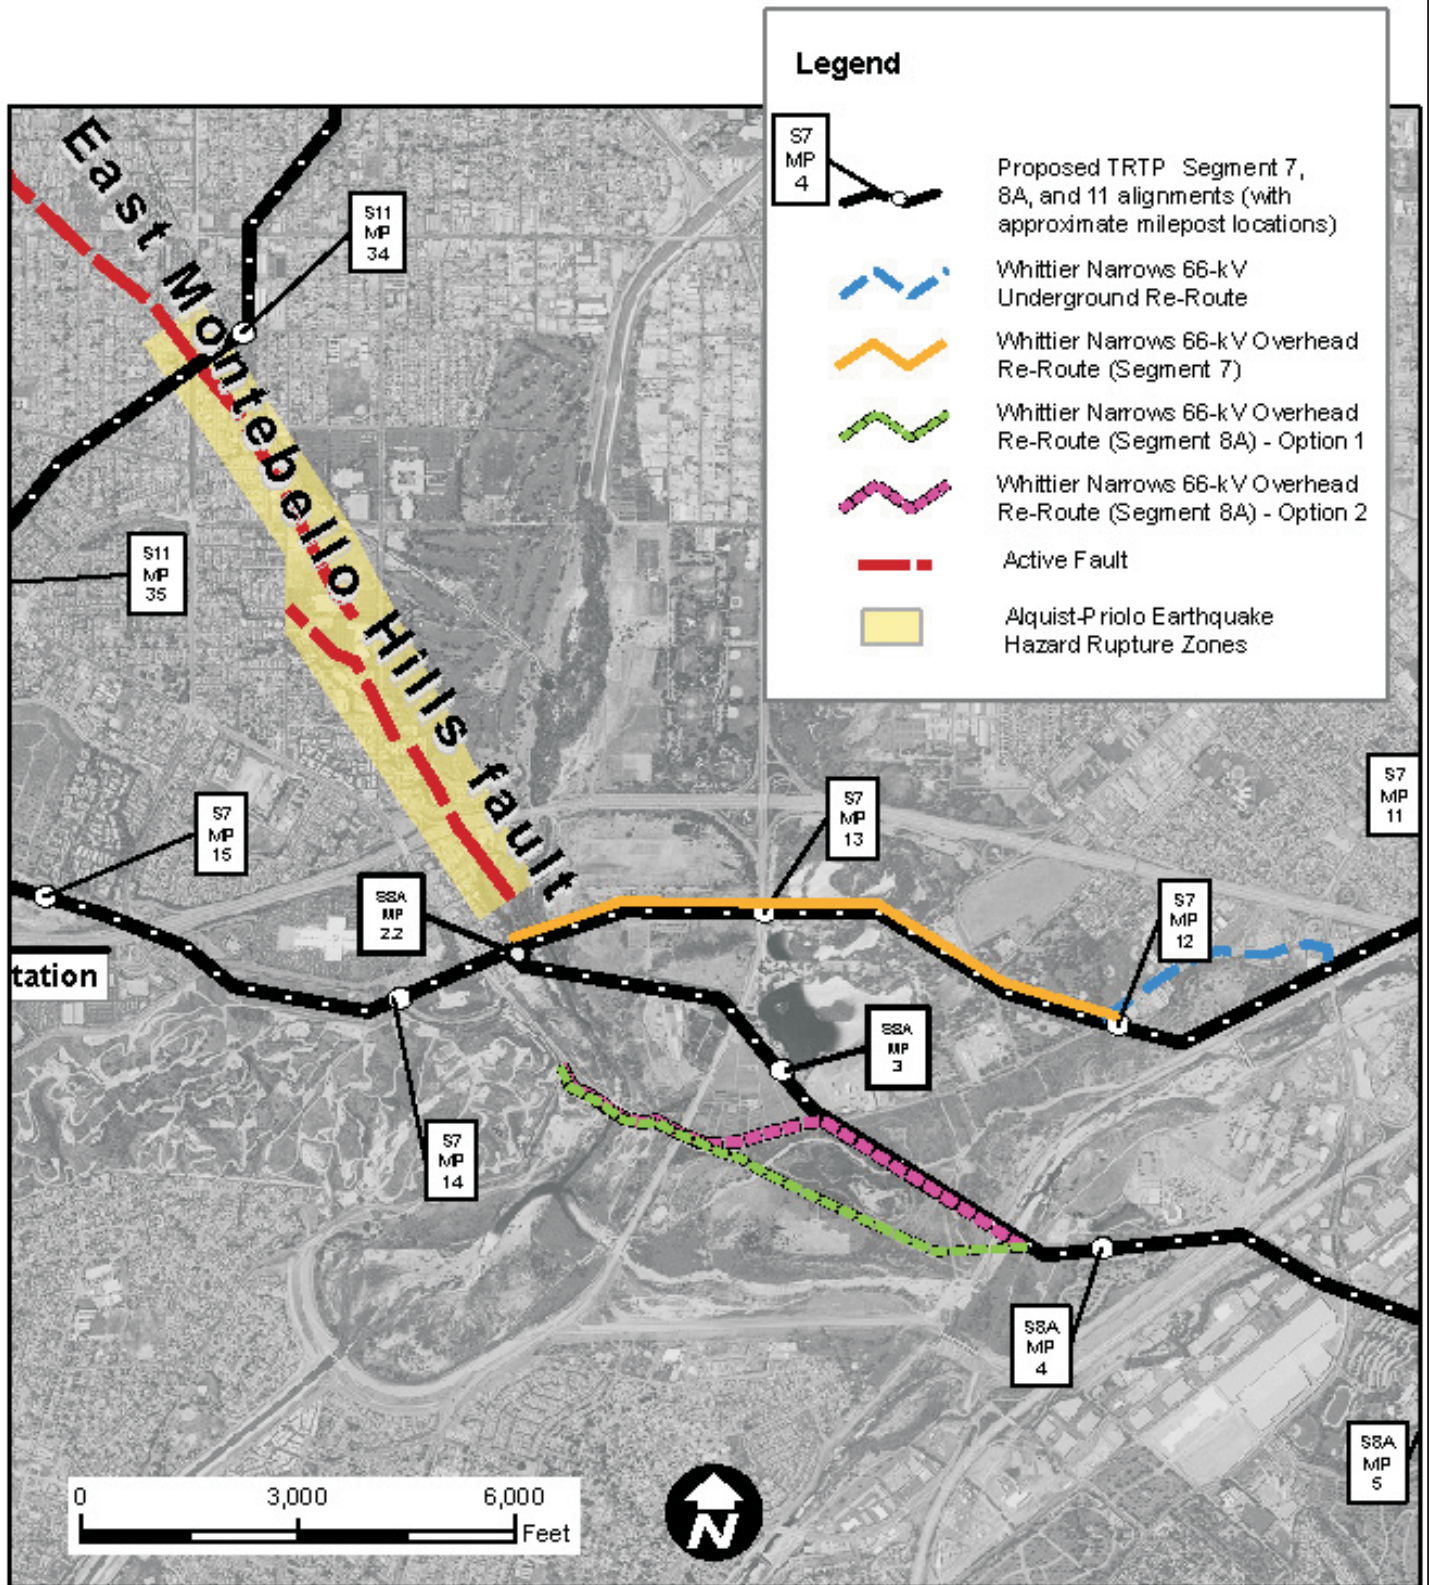 Legend
S7
MP
4
Proposed TRTP Segment 7,
8A, and 11 alignments (with
approximate milepost locations)
Whittier Narrows 66-kV
Underground Re-Route
Whittier Narrows 66-kV Overhead
Re-Route (Segment 7)
Whittier Narrows 66-kV Overhead
Re-Route (Segment 8A) - Option 1
Whittier Narrows 66-kV Overhead
Re-Route (Segment 8A) - Option 2
Active Fault
Alquist-Priolo Earthquake
Hazard Rupture Zones
East Montebello Hills fault
S11
MP
34
S11
MP
35
S7
MP
15
S8A
MP
2.2
S7
MP
13
S7
MP
11
S7
MP
12
tation
S8A
MP
3
S7
MP
14
S8A
MP
4
S8A
MP
5
0 3,000 6,000
Feet
N